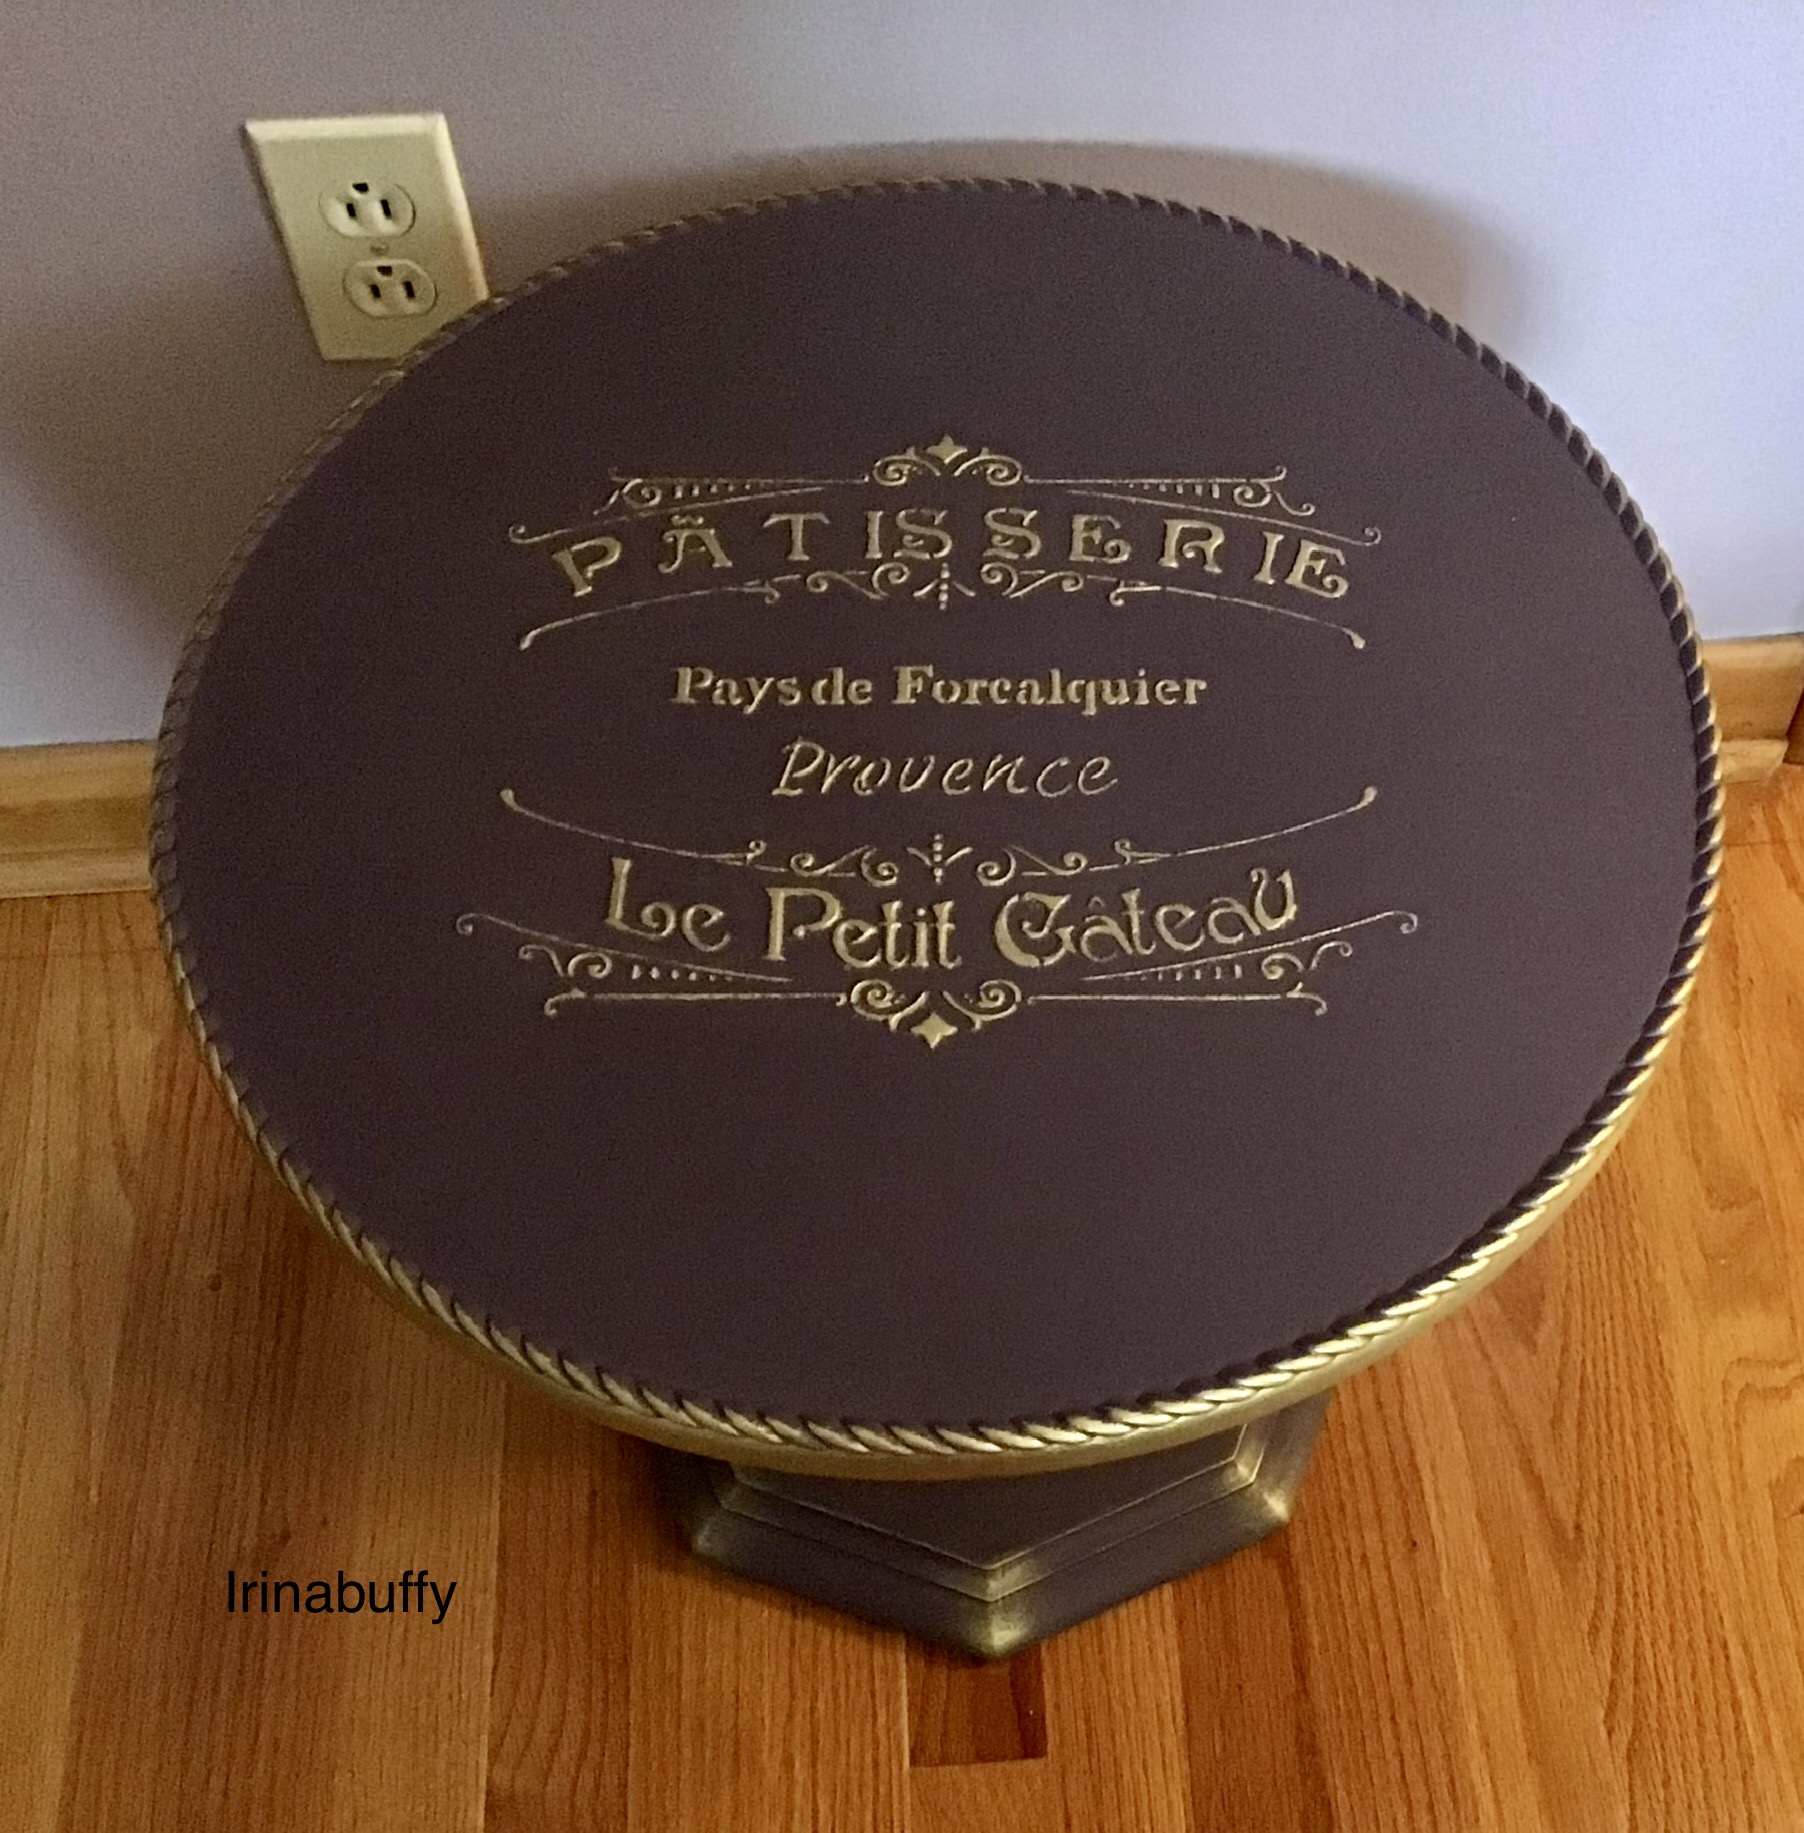 PÂTISSERIE
Pays de Forcalquier
Provence
Le Petit Gâteau
Irinabuffy